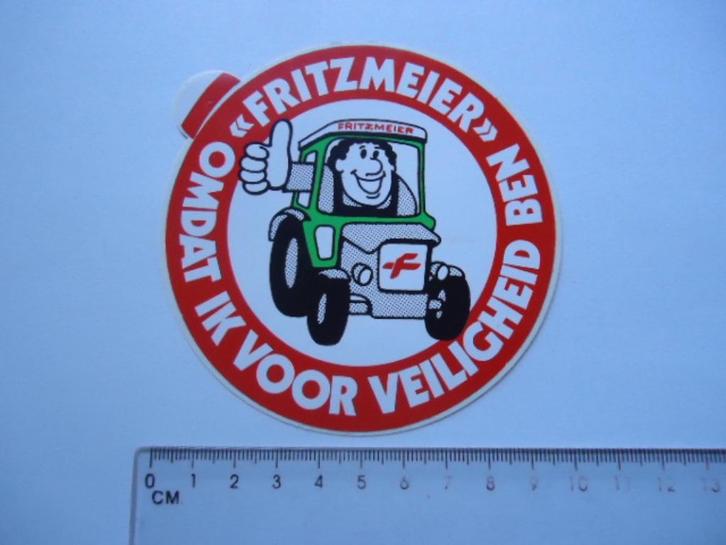 «FRITZMEIER»
OMDAT IK VOOR VEILIGHEID BEN
FRITZMEIER
F
0 1 2 3 4 5 6 7 8 9 10 11 12 13
CM